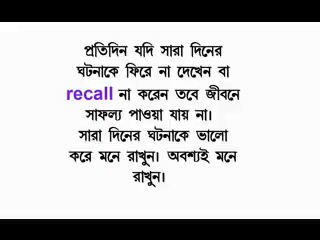 প্রতিদিন যদি সারা দিনের
ঘটনাকে ফিরে না দেখেন বা
recall না করেন তবে জীবনে
সাফল্য পাওয়া যায় না।
সারা দিনের ঘটনাকে ভালো
করে মনে রাখুন। অবশ্যই মনে
রাখুন।